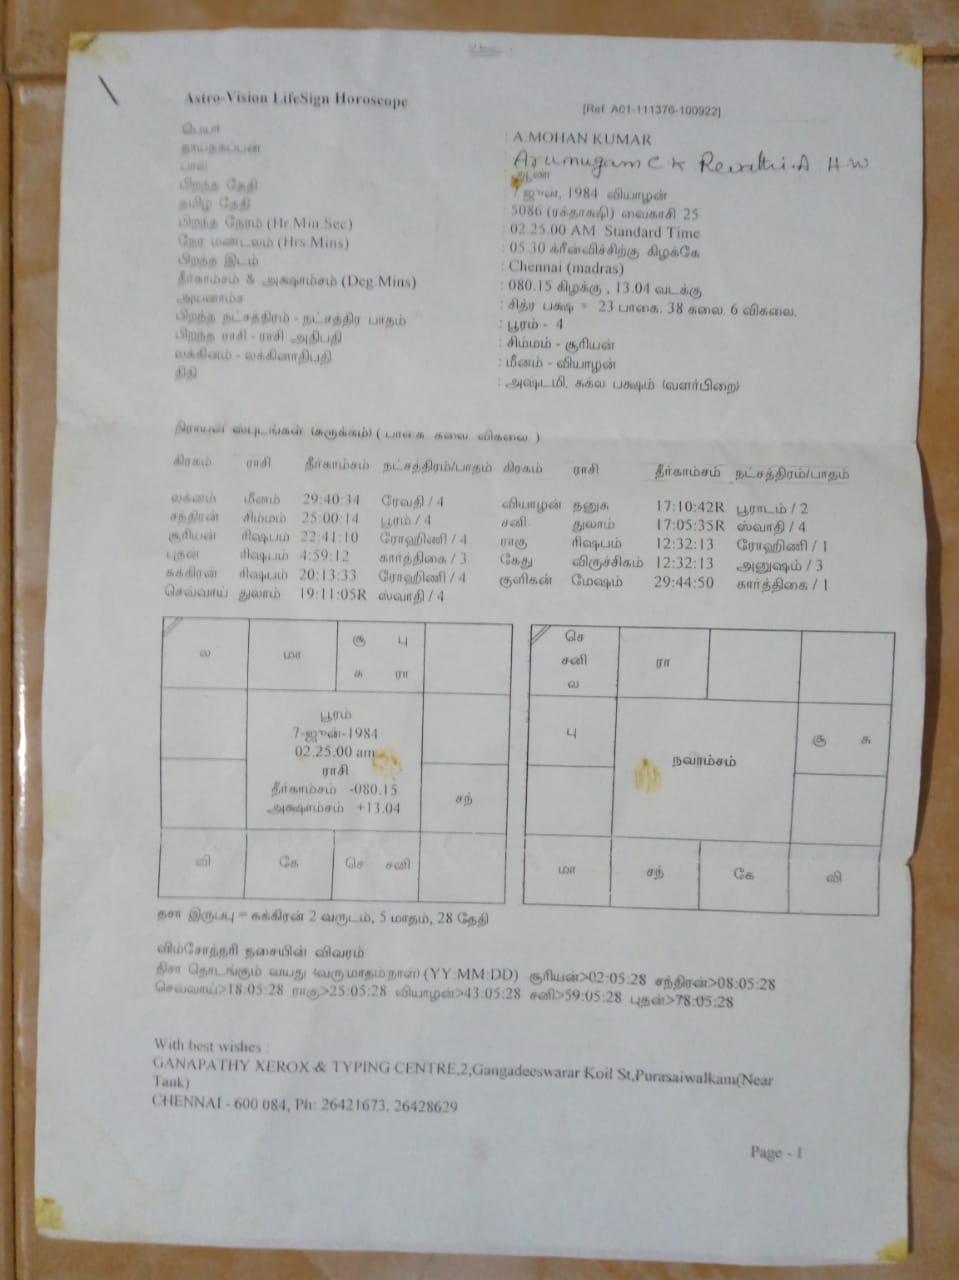 Astro-Vision LifeSign Horoscope
[Ref. A01-111376-100922]
பெயர் : A.MOHAN KUMAR
தாய்தகப்பன் : Arumugam C K Revathi.A H.W
பால் : ஆண்
பிறந்த தேதி : 7 ஜுன், 1984 வியாழன்
தமிழ் தேதி : 5086 (ரக்தாகஷி) வைகாசி 25
பிறந்த நேரம் (Hr.Min.Sec) : 02.25.00 AM Standard Time
நேர மண்டலம் (Hrs.Mins) : 05.30 க்ரீன்விச்சிற்கு கிழக்கே
பிறந்த இடம் : Chennai (madras)
தீர்காம்சம் & அக்ஷாம்சம் (Deg.Mins) : 080.15 கிழக்கு , 13.04 வடக்கு
அயனாம்ச : சித்ர பக்ஷ = 23 பாகை. 38 கலை. 6 விகலை.
பிறந்த நட்சத்திரம் - நட்சத்திர பாதம் : பூரம் - 4
பிறந்த ராசி - ராசி அதிபதி : சிம்மம் - சூரியன்
லக்கினம் - லக்கினாதிபதி : மீனம் - வியாழன்
திதி : அஷ்டமி, சுக்ல பக்ஷம் (வளர்பிறை)
நிராயன ஸ்புடங்கள் (சுருக்கம்) ( பாகை. கலை. விகலை. )
கிரகம் ராசி தீர்காம்சம் நட்சத்திரம்/பாதம் கிரகம் ராசி தீர்காம்சம் நட்சத்திரம்/பாதம்
லக்னம் மீனம் 29:40:34 ரேவதி / 4 வியாழன் தனுசு 17:10:42R பூராடம் / 2
சந்திரன் சிம்மம் 25:00:14 பூரம் / 4 சனி துலாம் 17:05:35R ஸ்வாதி / 4
சூரியன் ரிஷபம் 22:41:10 ரோஹிணி / 4 ராகு ரிஷபம் 12:32:13 ரோஹிணி / 1
புதன் ரிஷபம் 4:59:12 கார்த்திகை / 3 கேது விருச்சிகம் 12:32:13 அனுஷம் / 3
சுக்கிரன் ரிஷபம் 20:13:33 ரோஹிணி / 4 குளிகன் மேஷம் 29:44:50 கார்த்திகை / 1
செவ்வாய் துலாம் 19:11:05R ஸ்வாதி / 4
ல மா சூ பு
சு ரா
பூரம்
7-ஜுன்-1984
02.25.00 am
ராசி
தீர்காம்சம் -080.15
அக்ஷாம்சம் +13.04
சந்
வி கே செ சனி
செ
சனி
ல
ரா
பு சூ சு
நவாம்சம்
மா சந் கே வி
தசா இருப்பு = சுக்கிரன் 2 வருடம், 5 மாதம், 28 தேதி
விம்சோத்தரி தசையின் விவரம்
திசா தொடங்கும் வயது (வரு:மாதம்:நாள்) (YY:MM:DD) சூரியன்>02:05:28 சந்திரன்>08:05:28
செவ்வாய்>18:05:28 ராகு>25:05:28 வியாழன்>43:05:28 சனி>59:05:28 புதன்>78:05:28
With best wishes :
GANAPATHY XEROX & TYPING CENTRE,2,Gangadeeswarar Koil St,Purasaiwalkam(Near
Tank)
CHENNAI - 600 084, Ph: 26421673, 26428629
Page - 1